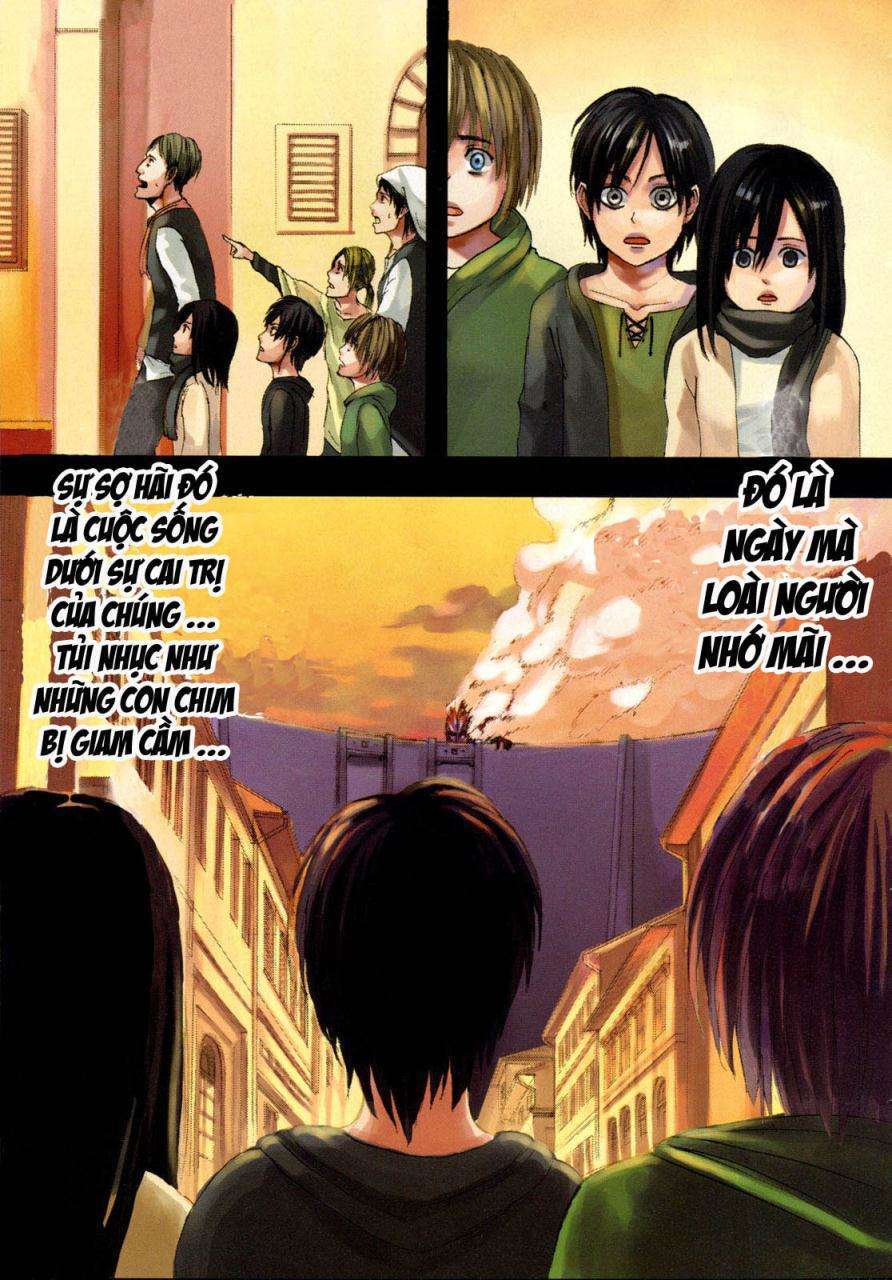 ĐÓ LÀ
NGÀY MÀ
LOÀI NGƯỜI
NHỚ MÃI ...
SỰ SỢ HÃI ĐÓ
LÀ CUỘC SỐNG
DƯỚI SỰ CAI TRỊ
CỦA CHÚNG ...
TỦI NHỤC NHƯ
NHỮNG CON CHIM
BỊ GIAM CẦM ...